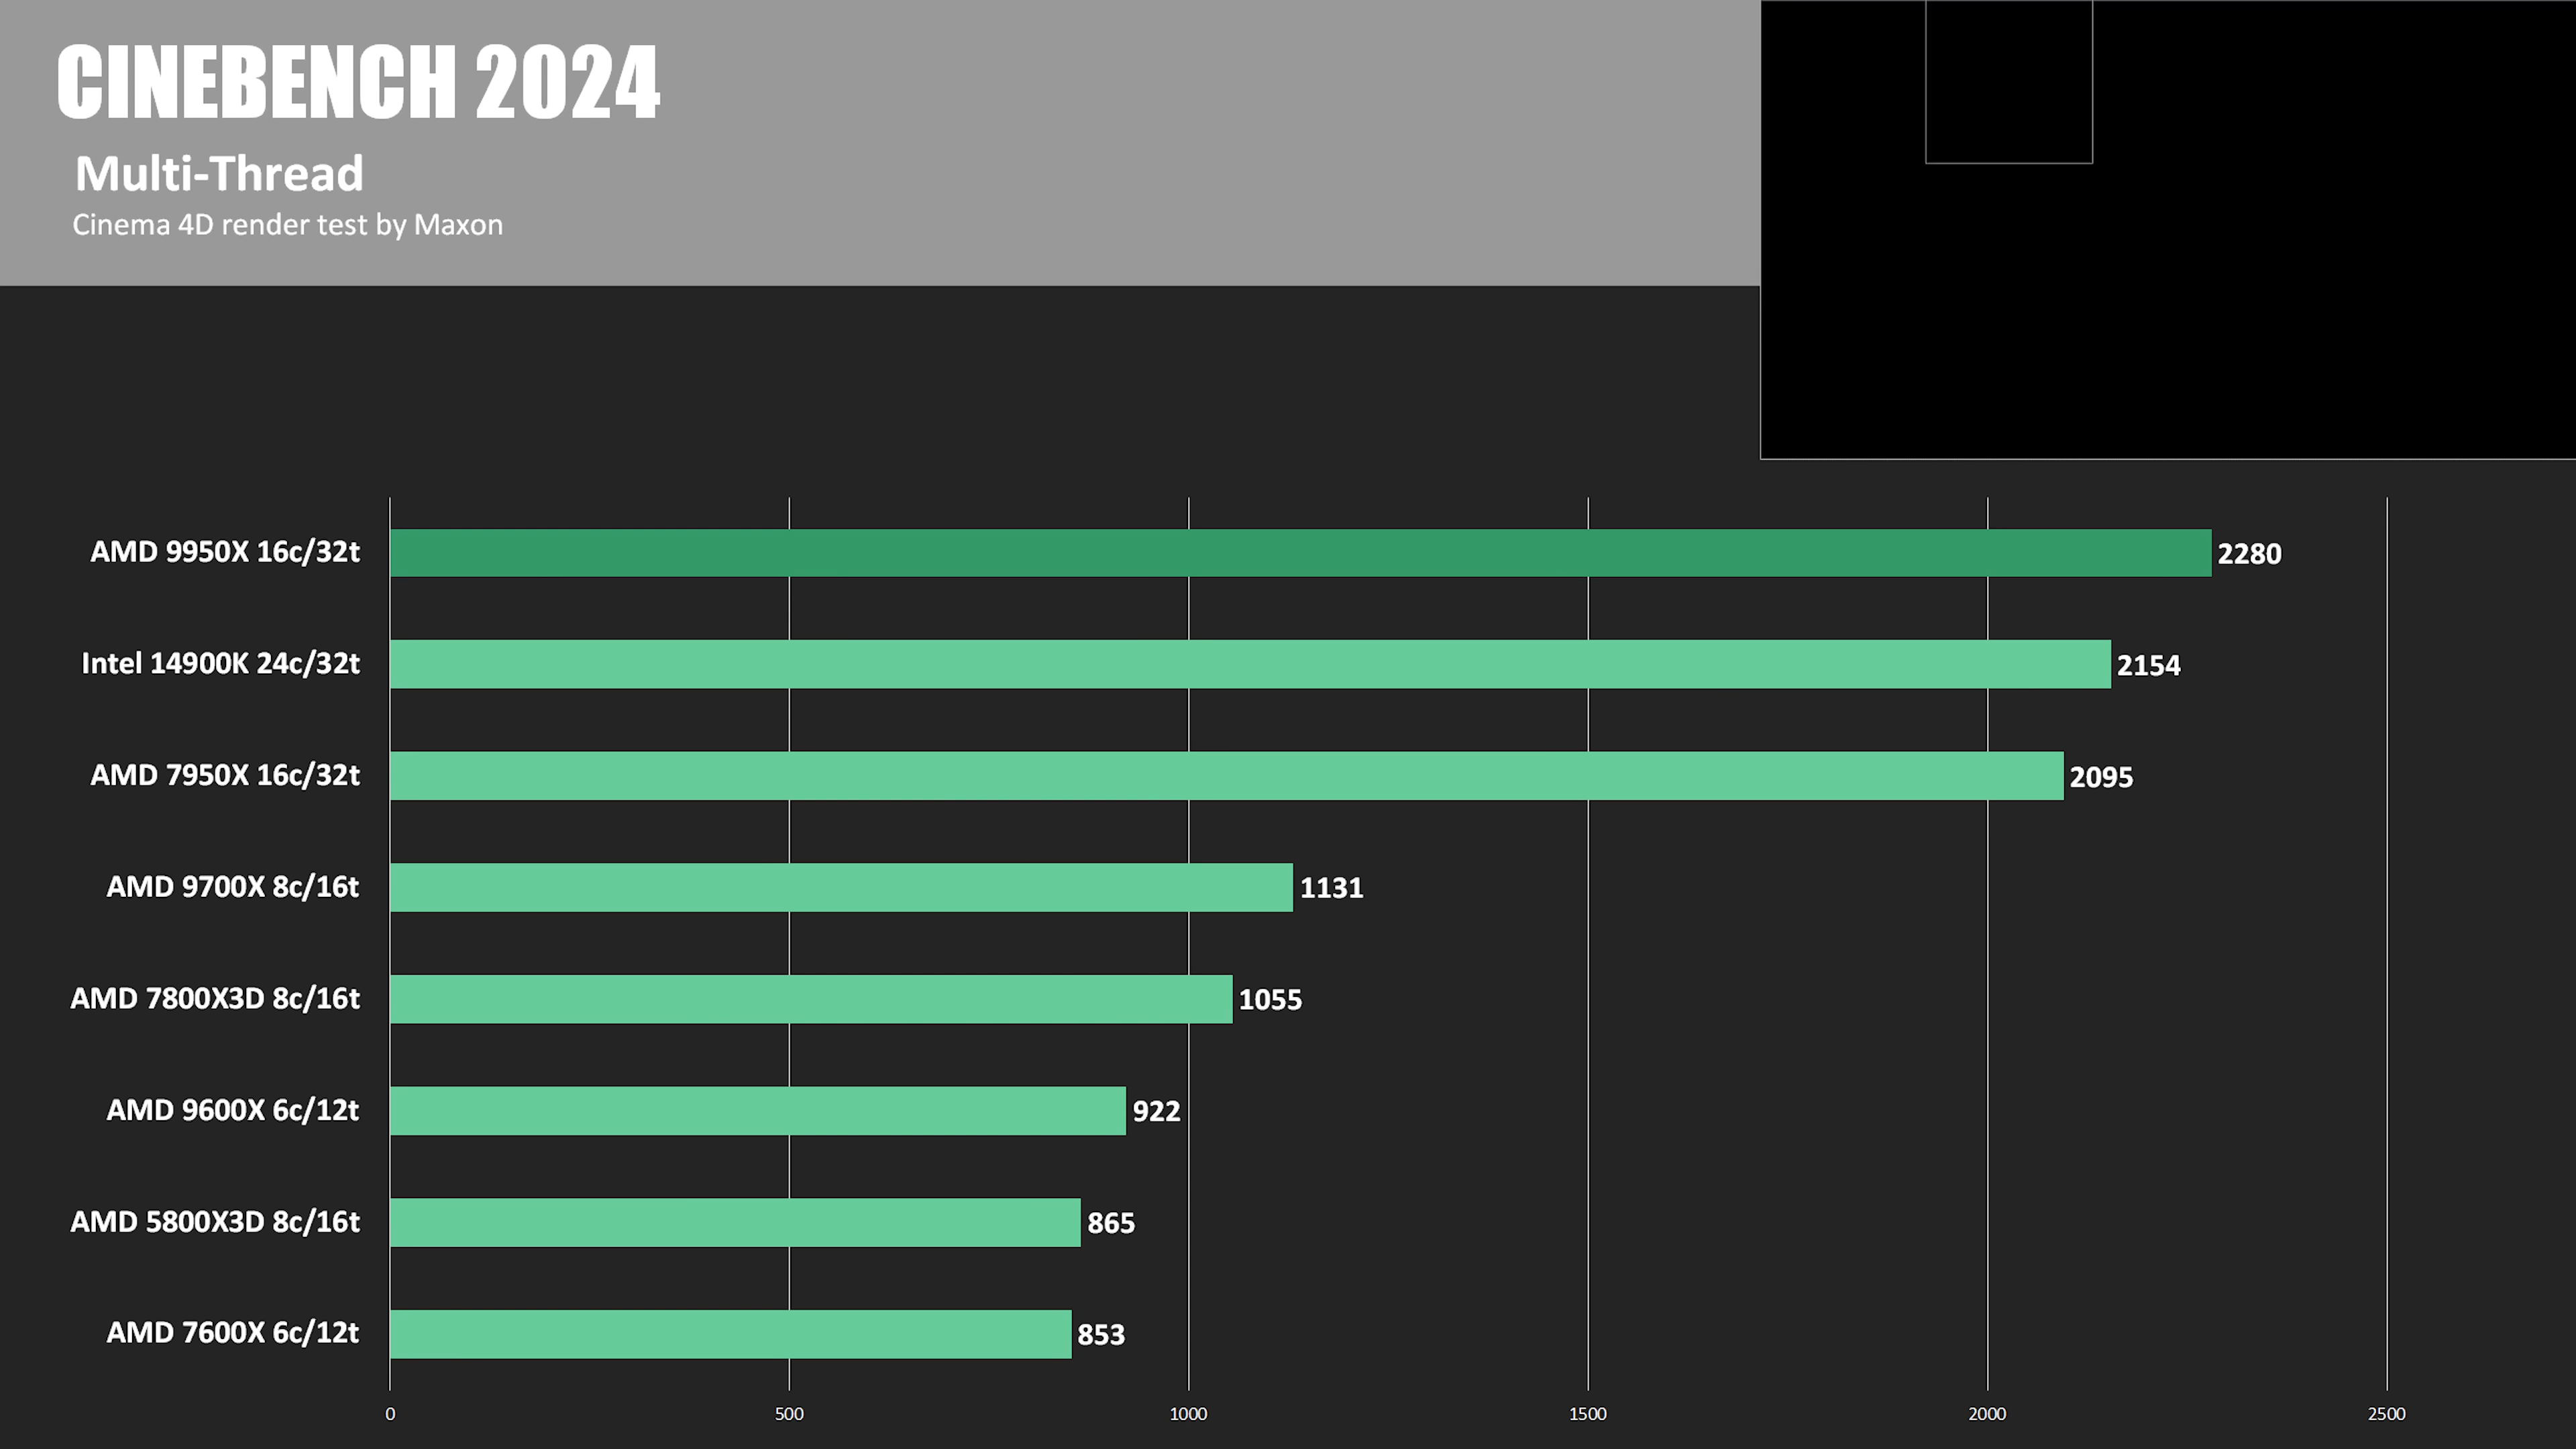 CINEBENCH 2024
Multi-Thread
Cinema 4D render test by Maxon
AMD 9950X 16c/32t 2280
Intel 14900K 24c/32t 2154
AMD 7950X 16c/32t 2095
AMD 9700X 8c/16t 1131
AMD 7800X3D 8c/16t 1055
AMD 9600X 6c/12t 922
AMD 5800X3D 8c/16t 865
AMD 7600X 6c/12t 853
0 500 1000 1500 2000 2500